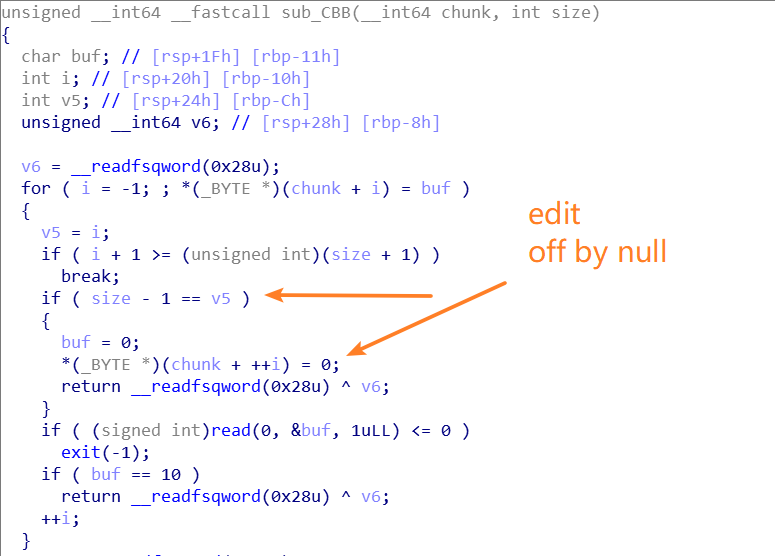 unsigned __int64 __fastcall sub_CBB(__int64 chunk, int size)
{
  char buf; // [rsp+1Fh] [rbp-11h]
  int i; // [rsp+20h] [rbp-10h]
  int v5; // [rsp+24h] [rbp-Ch]
  unsigned __int64 v6; // [rsp+28h] [rbp-8h]

  v6 = __readfsqword(0x28u);
  for ( i = -1; ; *(_BYTE *)(chunk + i) = buf )
  {
    v5 = i;
    if ( i + 1 >= (unsigned int)(size + 1) )
      break;
    if ( size - 1 == v5 )
    {
      buf = 0;
      *(_BYTE *)(chunk + ++i) = 0;
      return __readfsqword(0x28u) ^ v6;
    }
    if ( (signed int)read(0, &buf, 1uLL) <= 0 )
      exit(-1);
    if ( buf == 10 )
      return __readfsqword(0x28u) ^ v6;
    ++i;
  }
edit
off by null